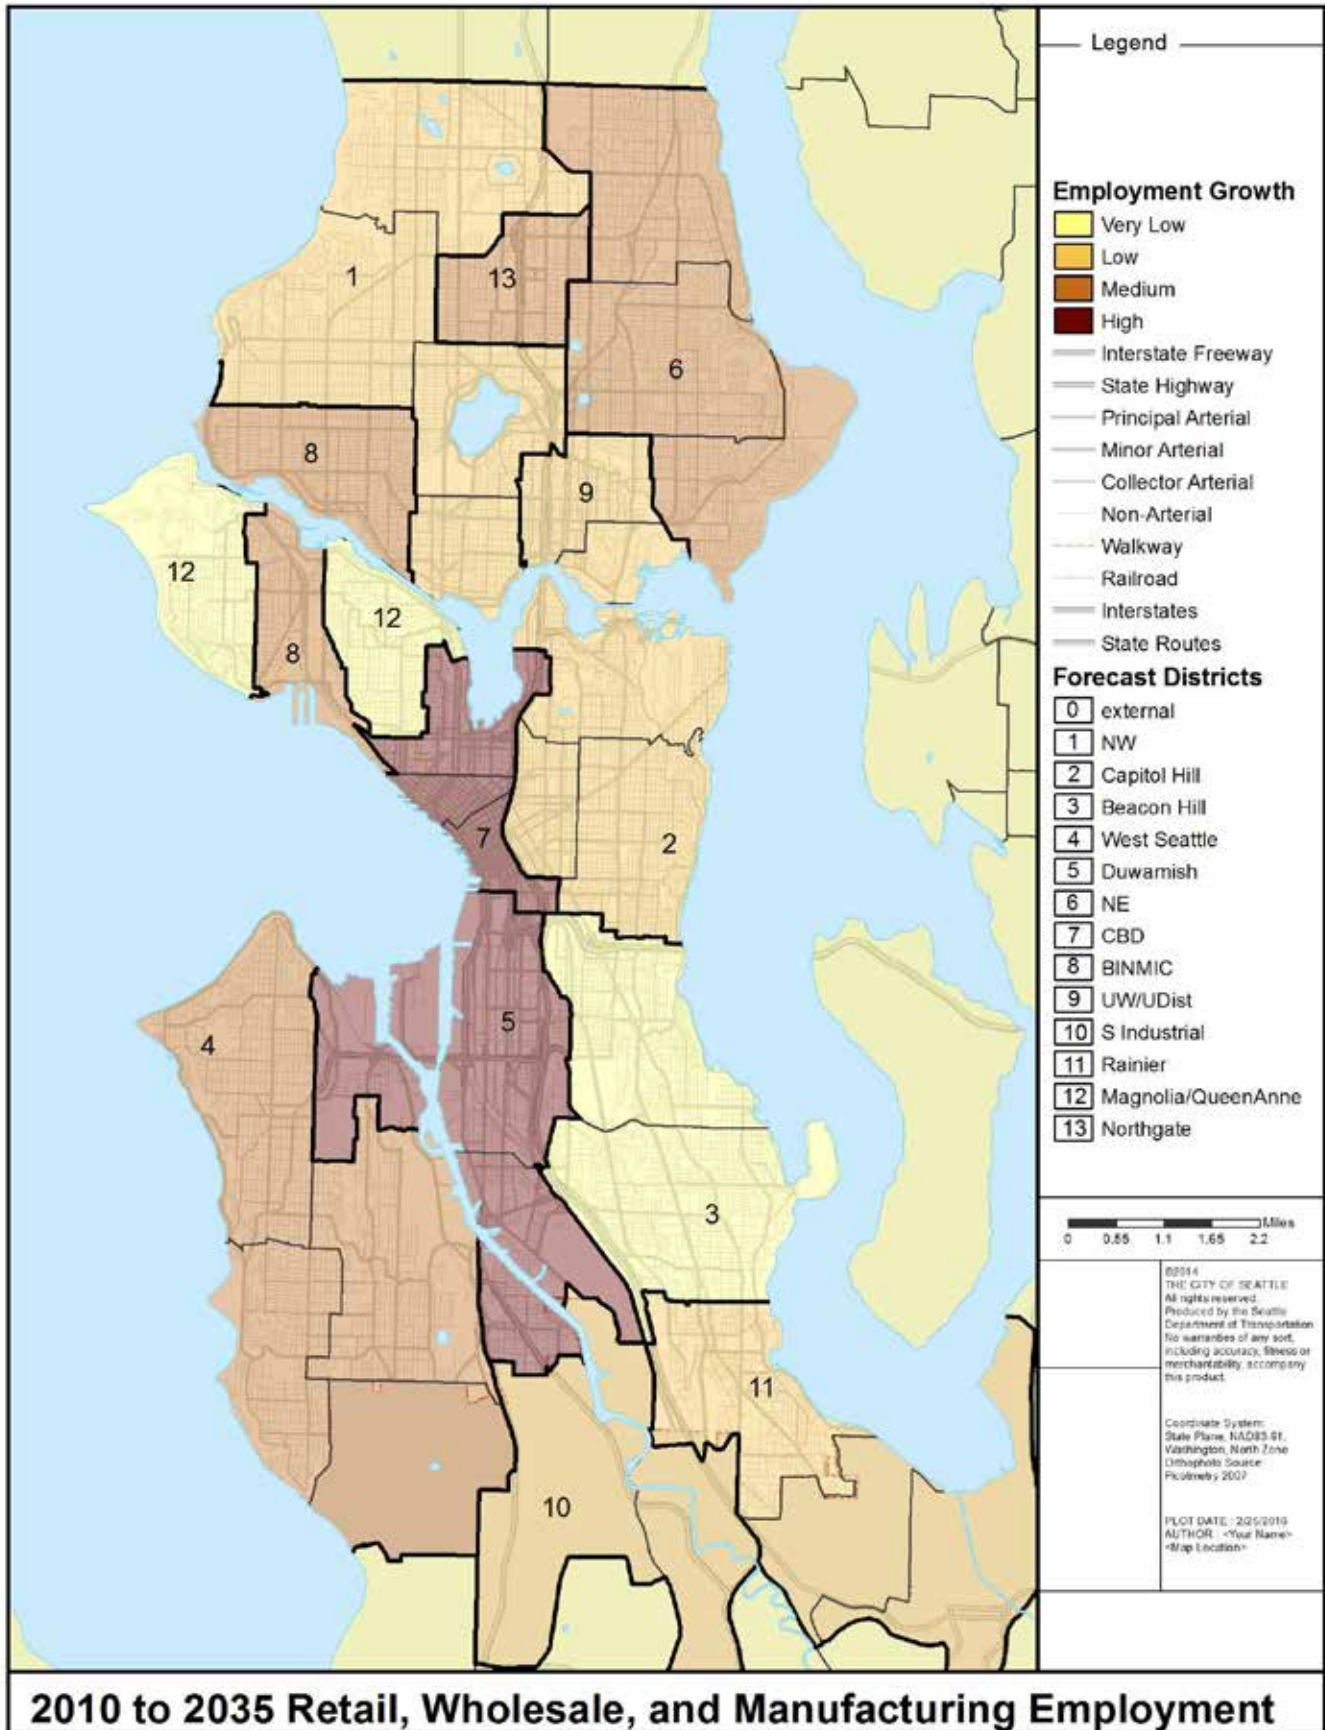 Legend
Employment Growth
Very Low
Low
Medium
High
Interstate Freeway
State Highway
Principal Arterial
Minor Arterial
Collector Arterial
Non-Arterial
Walkway
Railroad
Interstates
State Routes
Forecast Districts
0 external
1 NW
2 Capitol Hill
3 Beacon Hill
4 West Seattle
5 Duwamish
6 NE
7 CBD
8 BINMIC
9 UW/UDist
10 S Industrial
11 Rainier
12 Magnolia/QueenAnne
13 Northgate
Miles
0 0.55 1.1 1.65 2.2
©2014
THE CITY OF SEATTLE
All rights reserved.
Produced by the Seattle
Department of Transportation
No warranties of any sort,
including accuracy, fitness or
merchantability, accompany
this product.
Coordinate System:
State Plane, NAD83-91,
Washington, North Zone
Orthophoto Source:
Pictometry 2007
PLOT DATE : 2/25/2016
AUTHOR : <Your Name>
<Map Location>
1
13
6
8
9
12
12
8
7
2
5
4
3
11
10
2010 to 2035 Retail, Wholesale, and Manufacturing Employment